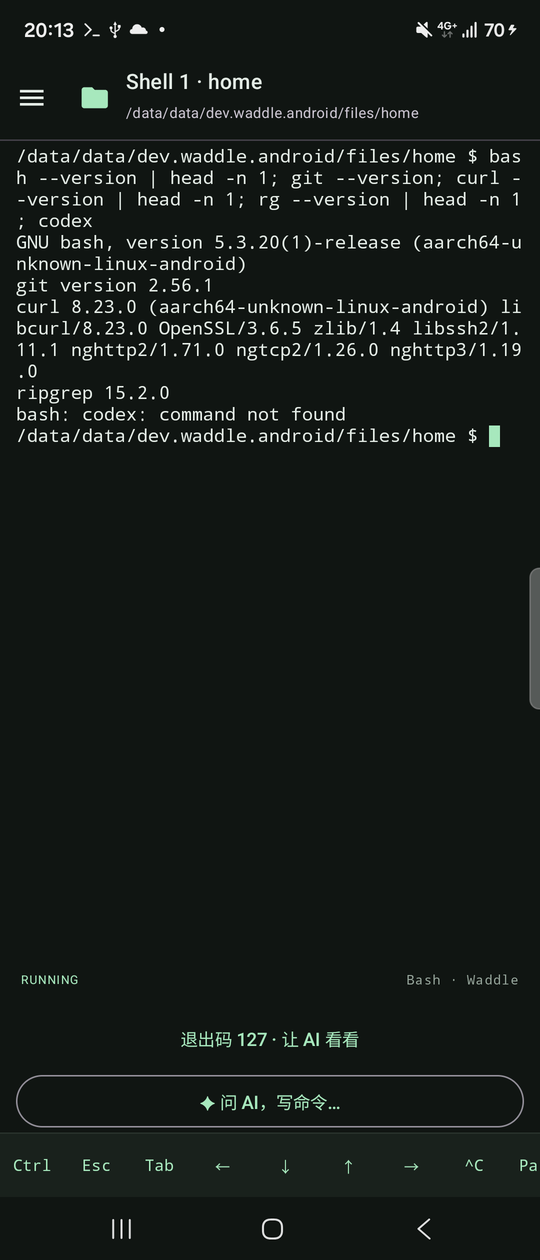 20:13
4G+
70
Shell 1 · home
/data/data/dev.waddle.android/files/home
/data/data/dev.waddle.android/files/home $ bas
h --version | head -n 1; git --version; curl -
-version | head -n 1; rg --version | head -n 1
; codex
GNU bash, version 5.3.20(1)-release (aarch64-u
nknown-linux-android)
git version 2.56.1
curl 8.23.0 (aarch64-unknown-linux-android) li
bcurl/8.23.0 OpenSSL/3.6.5 zlib/1.4 libssh2/1.
11.1 nghttp2/1.71.0 ngtcp2/1.26.0 nghttp3/1.19
.0
ripgrep 15.2.0
bash: codex: command not found
/data/data/dev.waddle.android/files/home $
RUNNING
Bash · Waddle
退出码 127 · 让 AI 看看
✦ 问 AI，写命令…
Ctrl Esc Tab ← ↓ ↑ → ^C Pa